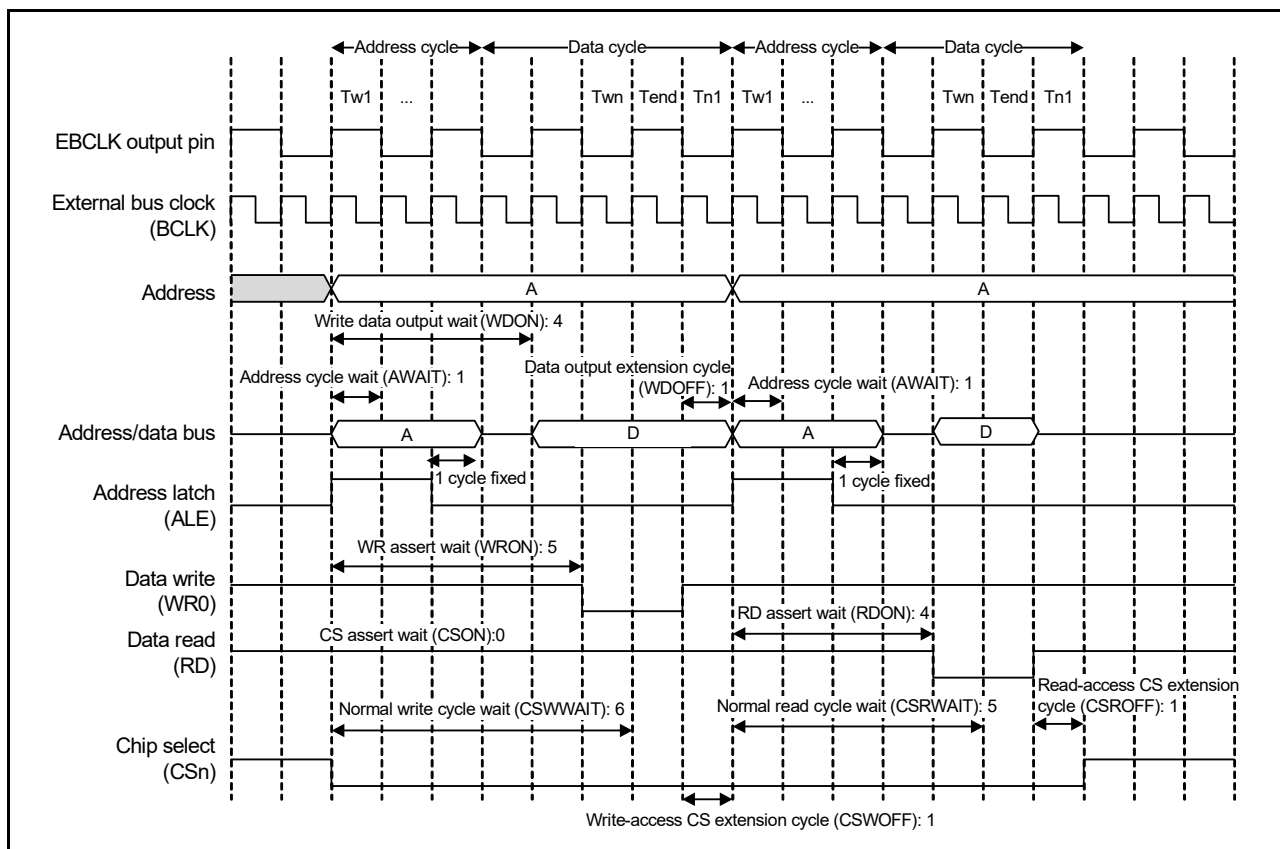 Address cycle Data cycle Address cycle Data cycle
Tw1 ... Twn Tend Tn1 Tw1 ... Twn Tend Tn1
EBCLK output pin
External bus clock
(BCLK)
Address A A
Write data output wait (WDON): 4
Data output extension cycle
(WDOFF): 1
Address cycle wait (AWAIT): 1 Address cycle wait (AWAIT): 1
Address/data bus A D A D
1 cycle fixed 1 cycle fixed
Address latch
(ALE)
WR assert wait (WRON): 5
Data write
(WR0)
RD assert wait (RDON): 4
CS assert wait (CSON):0
Data read
(RD)
Read-access CS extension
cycle (CSROFF): 1
Normal write cycle wait (CSWWAIT): 6 Normal read cycle wait (CSRWAIT): 5
Chip select
(CSn)
Write-access CS extension cycle (CSWOFF): 1